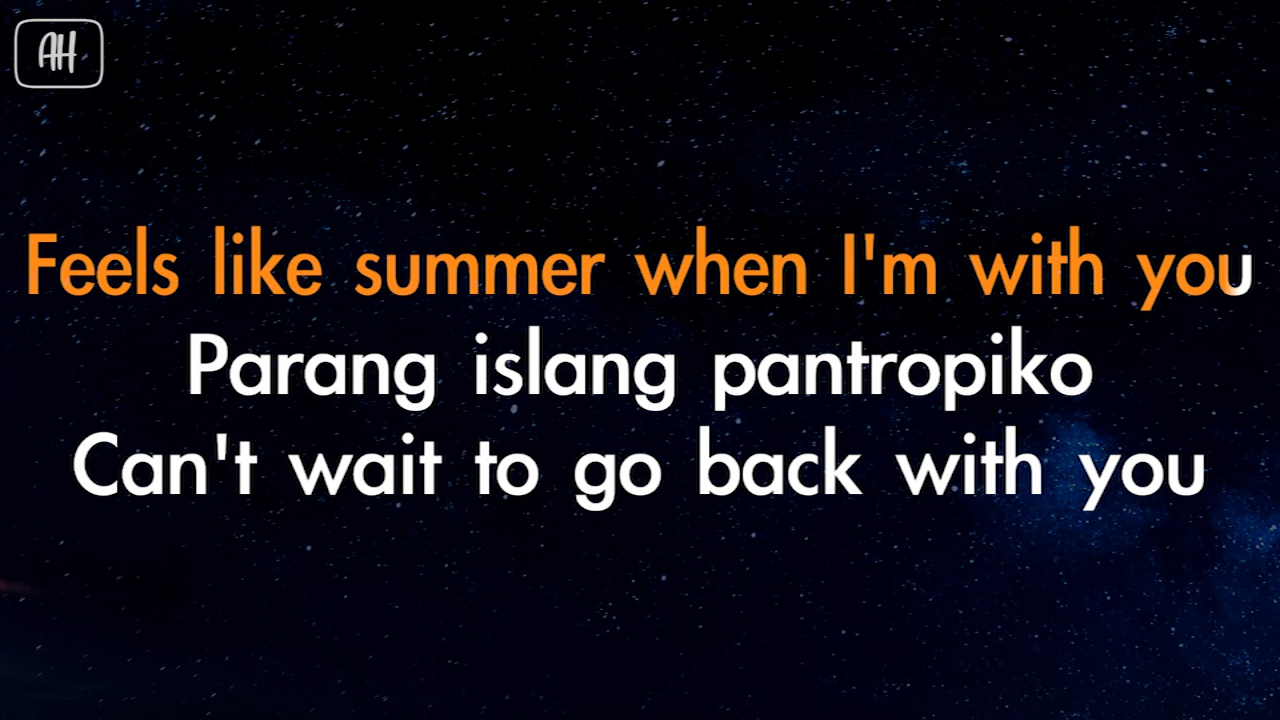 AH
Feels like summer when I'm with you
Parang islang pantropiko
Can't wait to go back with you